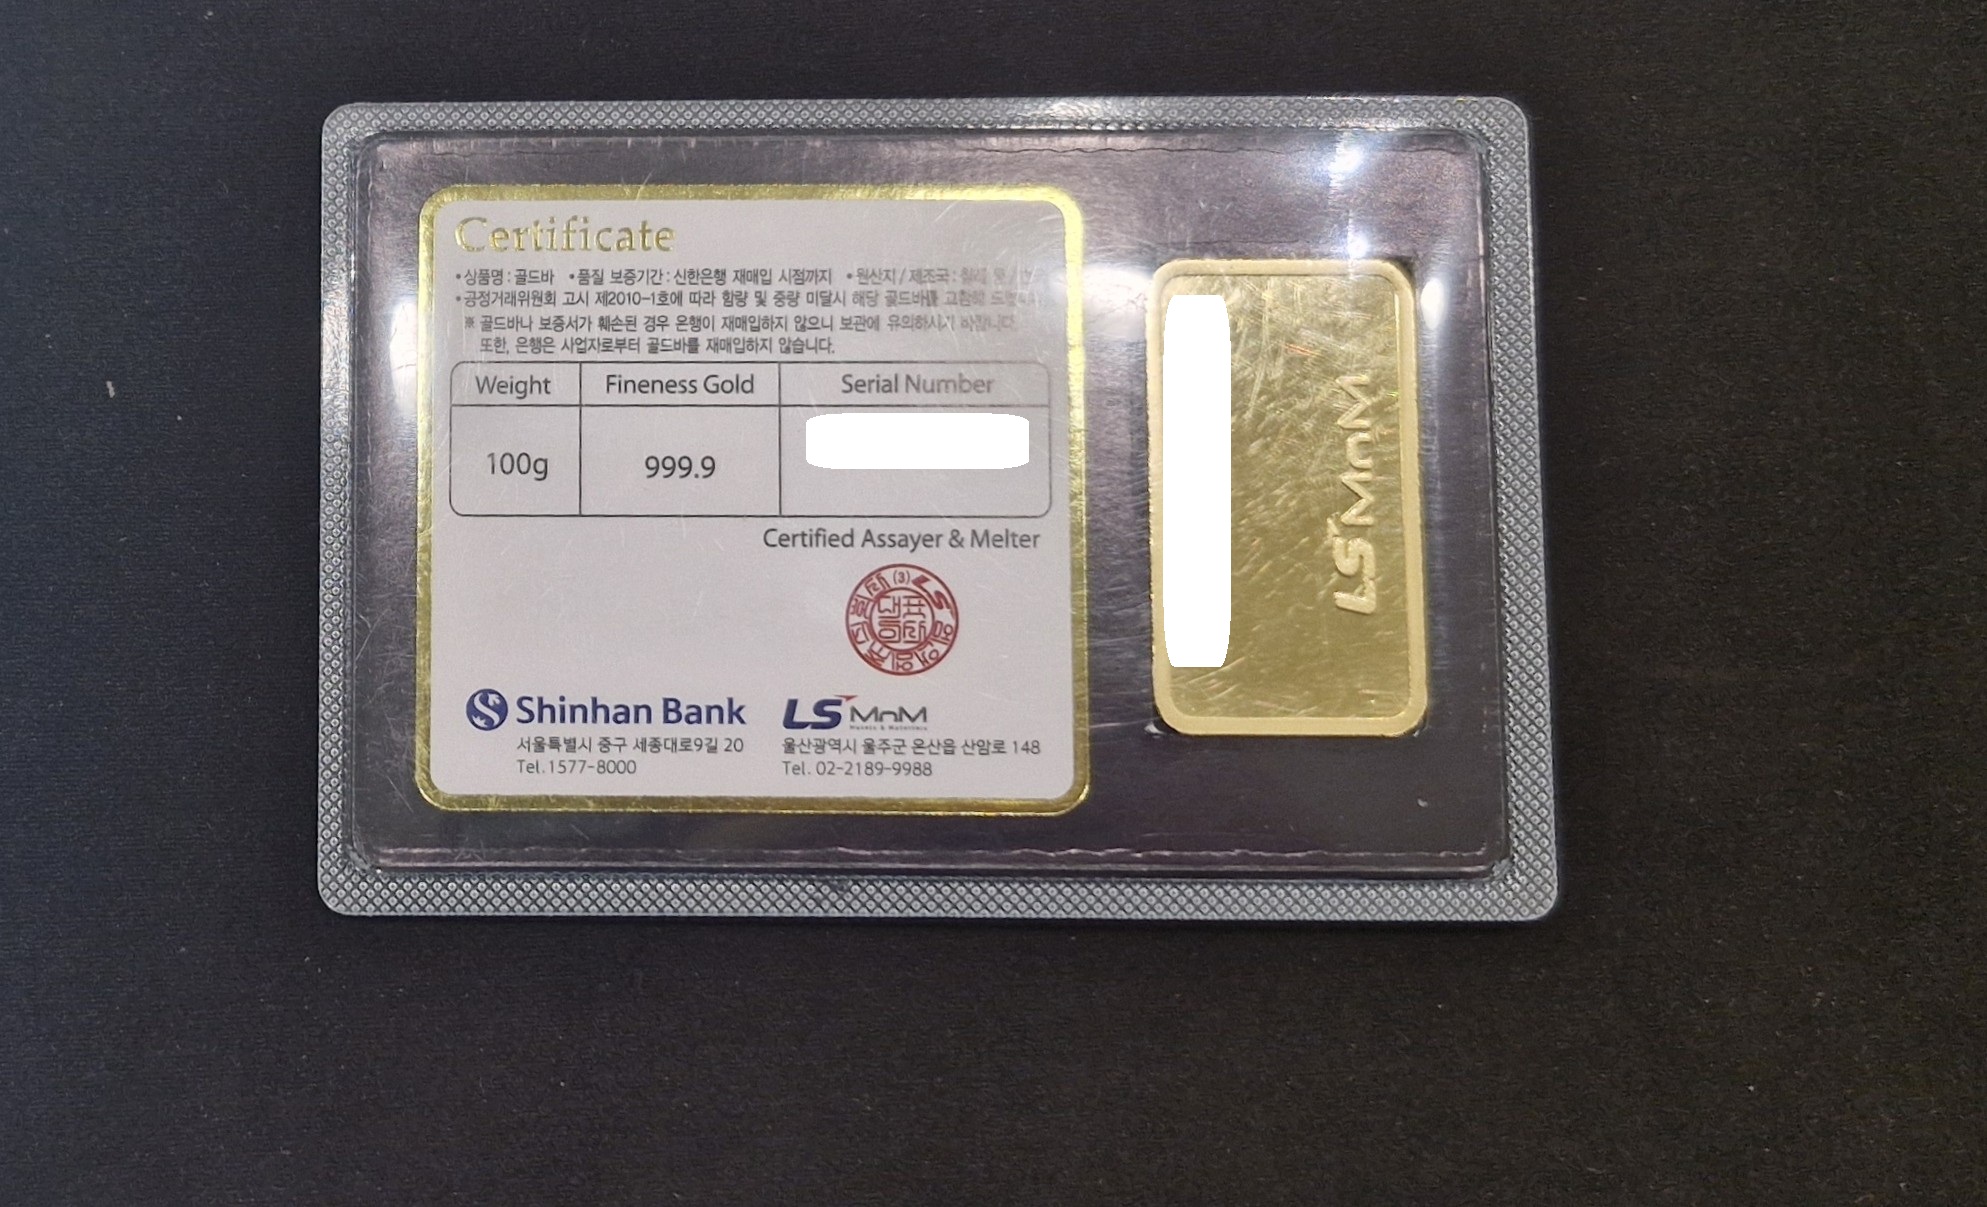 Certificate
•상품명 : 골드바 •품질 보증기간 : 신한은행 재매입 시점까지 •원산지 / 제조국 :
•공정거래위원회 고시 제2010-1호에 따라 함량 및 중량 미달시 해당 골드바를
※ 골드바나 보증서가 훼손된 경우 은행이 재매입하지 않으니 보관에 유의하시기 바랍니다.
또한, 은행은 사업자로부터 골드바를 재매입하지 않습니다.
Weight Fineness Gold Serial Number
100g 999.9
Certified Assayer & Melter
Shinhan Bank LS MnM
서울특별시 중구 세종대로9길 20 울산광역시 울주군 온산읍 산암로 148
Tel.1577-8000 Tel. 02-2189-9988
LS MnM